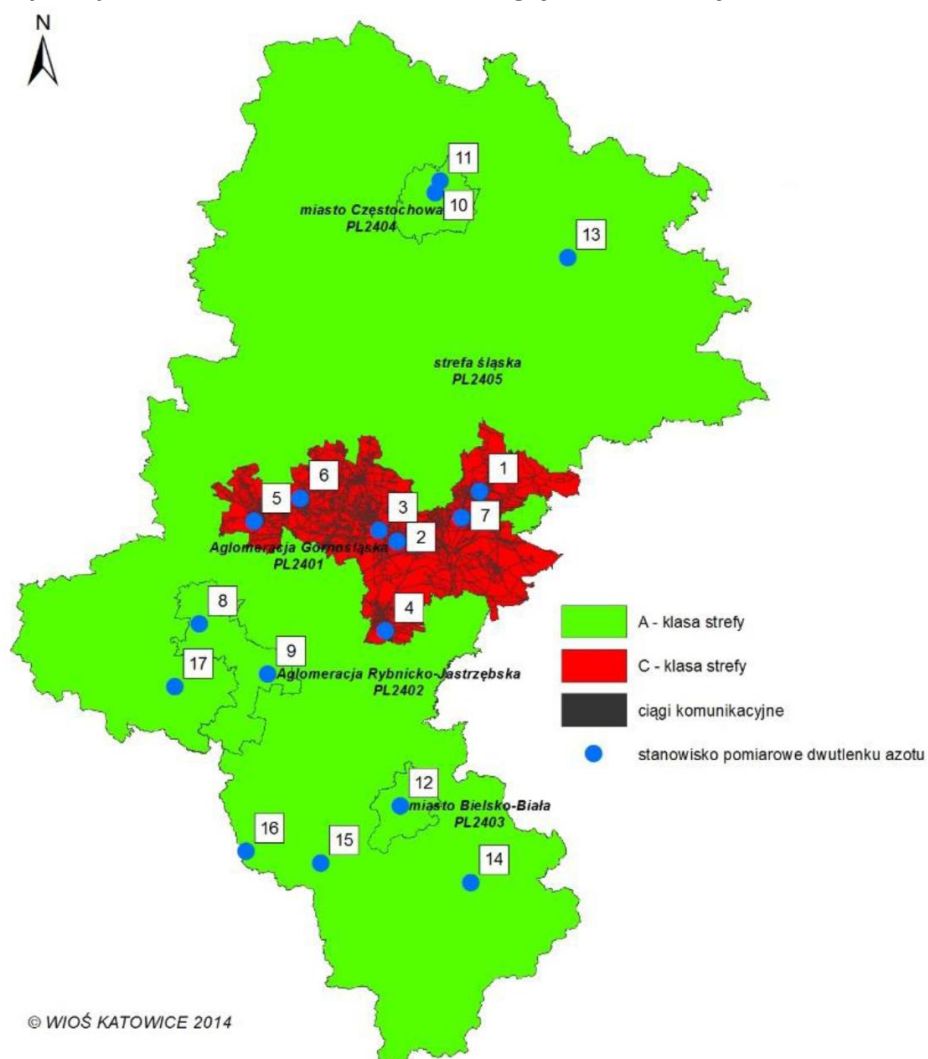 N
11
10
miasto Częstochowa
PL2404
13
strefa śląska
PL2405
1
6
5
3
7
2
Aglomeracja Górnośląska
PL2401
4
8
A - klasa strefy
9
C - klasa strefy
17
Aglomeracja Rybnicko-Jastrzębska
PL2402
ciągi komunikacyjne
stanowisko pomiarowe dwutlenku azotu
12
miasto Bielsko-Biała
PL2403
16
15
14
© WIOŚ KATOWICE 2014